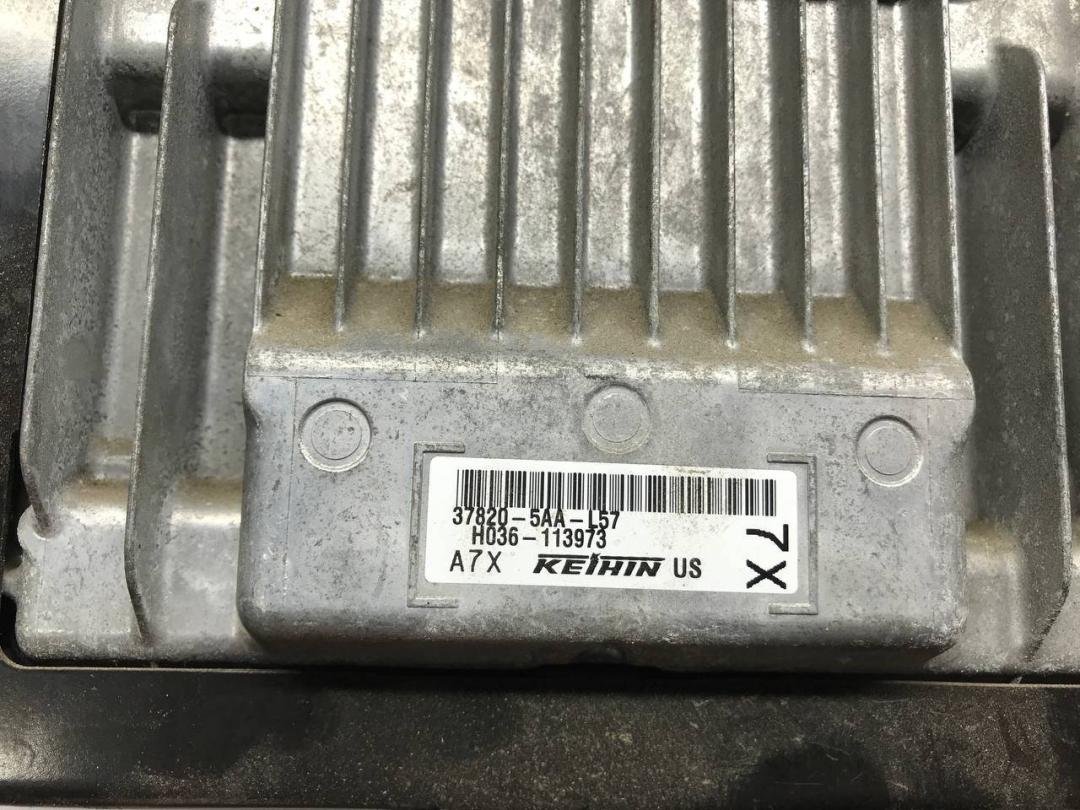 37820-5AA-L57
H036-113973
A7X KEIHIN US
7X